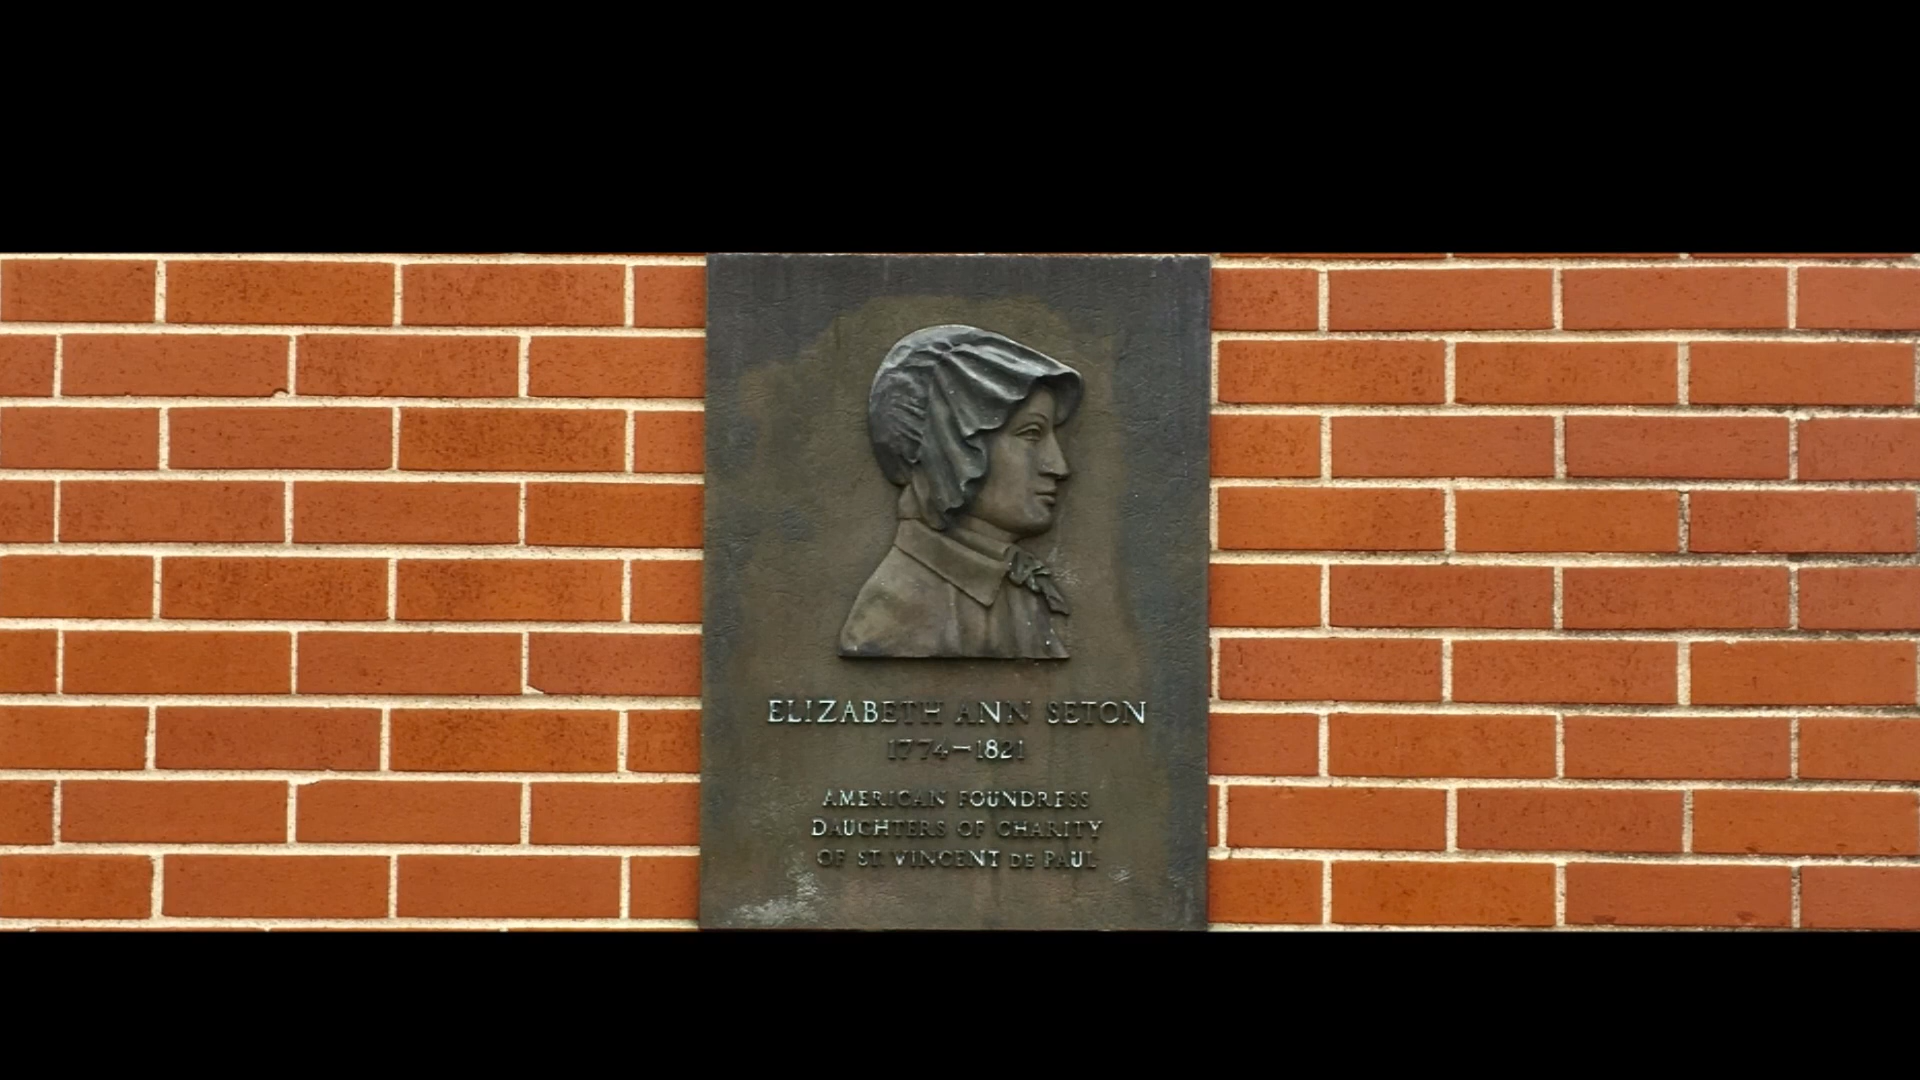 ELIZABETH ANN SETON
1774–1821
AMERICAN FOUNDRESS
DAUGHTERS OF CHARITY
OF ST. VINCENT DE PAUL